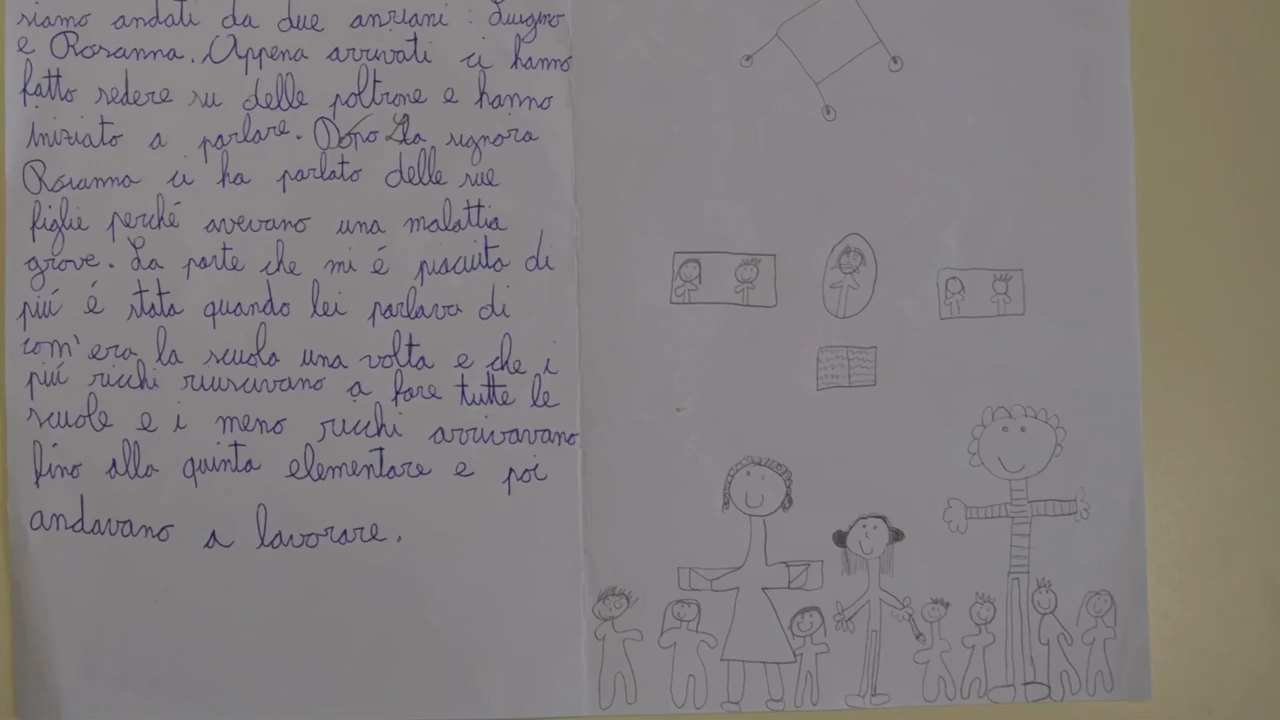 siamo andati da due anziani: Luigino
e Rosanna. Appena arrivati ci hanno
fatto sedere su delle poltrone e hanno
iniziato a parlare. Dopo La signora
Rosanna ci ha parlato delle sue
figlie perché avevano una malattia
grave. La parte che mi é piaciuta di
piú é stata quando lei parlava di
com'era la scuola una volta e che i
piú ricchi riuscivano a fare tutte le
scuole e i meno ricchi arrivavano
fino alla quinta elementare e poi
andavano a lavorare.